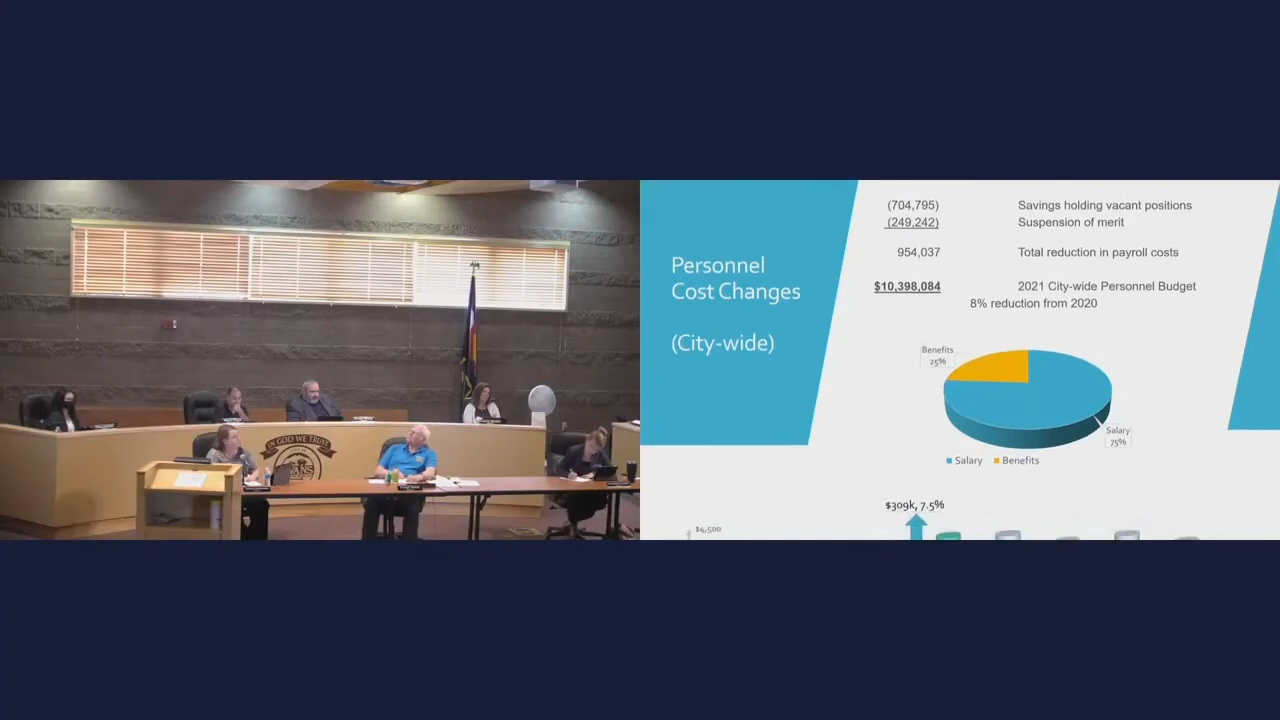 IN GOD WE TRUST
EVANS
Personnel
Cost Changes
(City-wide)
(704,795) Savings holding vacant positions
(249,242) Suspension of merit
954,037 Total reduction in payroll costs
$10,398,084 2021 City-wide Personnel Budget
8% reduction from 2020
Benefits
25%
Salary
75%
Salary Benefits
$309k, 7.5%
$4,500